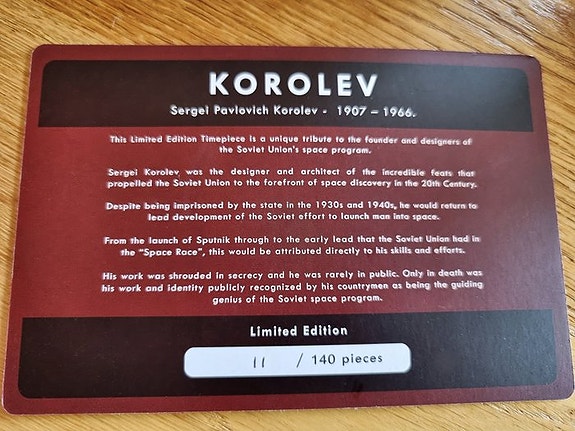 KOROLEV
Sergei Pavlovich Korolev - 1907 – 1966.
This Limited Edition Timepiece is a unique tribute to the founder and designers of
the Soviet Union's space program.
Sergei Korolev was the designer and architect of the incredible feats that
propelled the Soviet Union to the forefront of space discovery in the 20th Century.
Despite being imprisoned by the state in the 1930s and 1940s, he would return to
lead development of the Soviet effort to launch man into space.
From the launch of Sputnik through to the early lead that the Soviet Union had in
the "Space Race", this would be attributed directly to his skills and efforts.
His work was shrouded in secrecy and he was rarely in public. Only in death was
his work and identity publicly recognized by his countrymen as being the guiding
genius of the Soviet space program.
Limited Edition
11 / 140 pieces